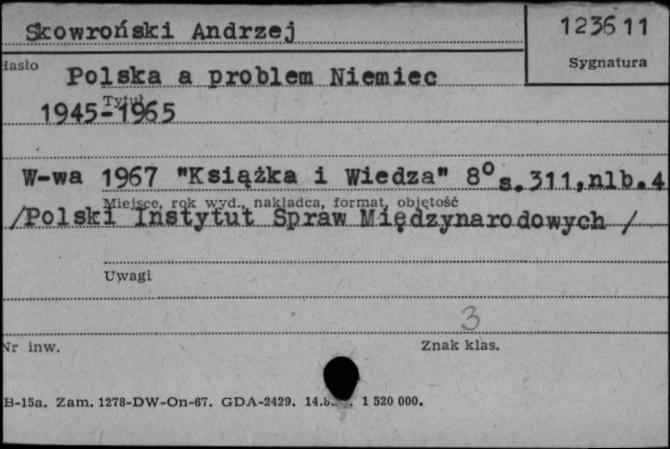 Skowroński Andrzej
123611
Hasło
Sygnatura
Polska a problem Niemiec
Tytuł
1945-1965
W-wa 1967 "Książka i Wiedza" 8° s.311,nlb.4
Miejsce, rok wyd., nakładca, format, objętość
/Polski Instytut Spraw Międzynarodowych /
Uwagi
3
Nr inw.
Znak klas.
B-15a. Zam. 1278-DW-On-67. GDA-2429. 1 520 000.